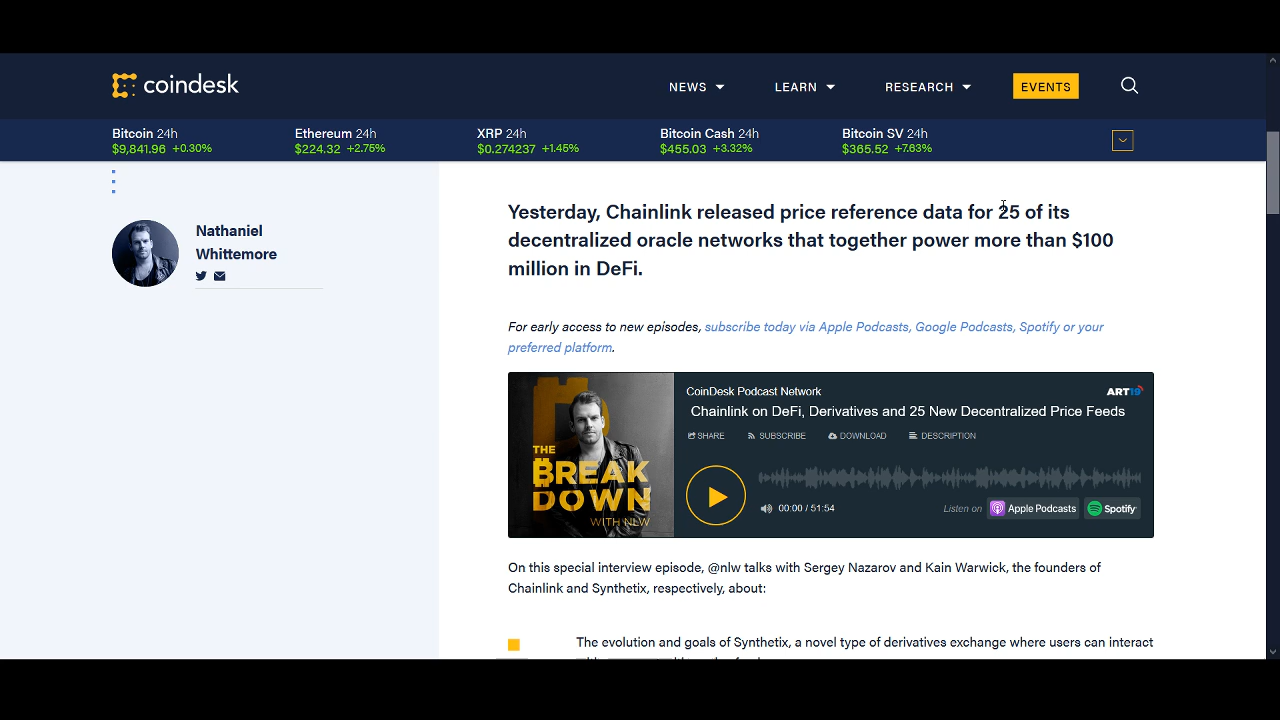 coindesk
NEWS LEARN RESEARCH EVENTS
Bitcoin 24h Ethereum 24h XRP 24h Bitcoin Cash 24h Bitcoin SV 24h
$9,841.96 +0.30% $224.32 +2.75% $0.274237 +1.45% $455.03 +3.32% $365.52 +7.63%
Nathaniel
Whittemore
Yesterday, Chainlink released price reference data for 25 of its
decentralized oracle networks that together power more than $100
million in DeFi.
For early access to new episodes, subscribe today via Apple Podcasts, Google Podcasts, Spotify or your
preferred platform.
THE
BREAK
DOWN
WITH NLW
CoinDesk Podcast Network ART19
Chainlink on DeFi, Derivatives and 25 New Decentralized Price Feeds
SHARE SUBSCRIBE DOWNLOAD DESCRIPTION
00:00 / 51:54 Listen on Apple Podcasts Spotify
On this special interview episode, @nlw talks with Sergey Nazarov and Kain Warwick, the founders of
Chainlink and Synthetix, respectively, about:
The evolution and goals of Synthetix, a novel type of derivatives exchange where users can interact